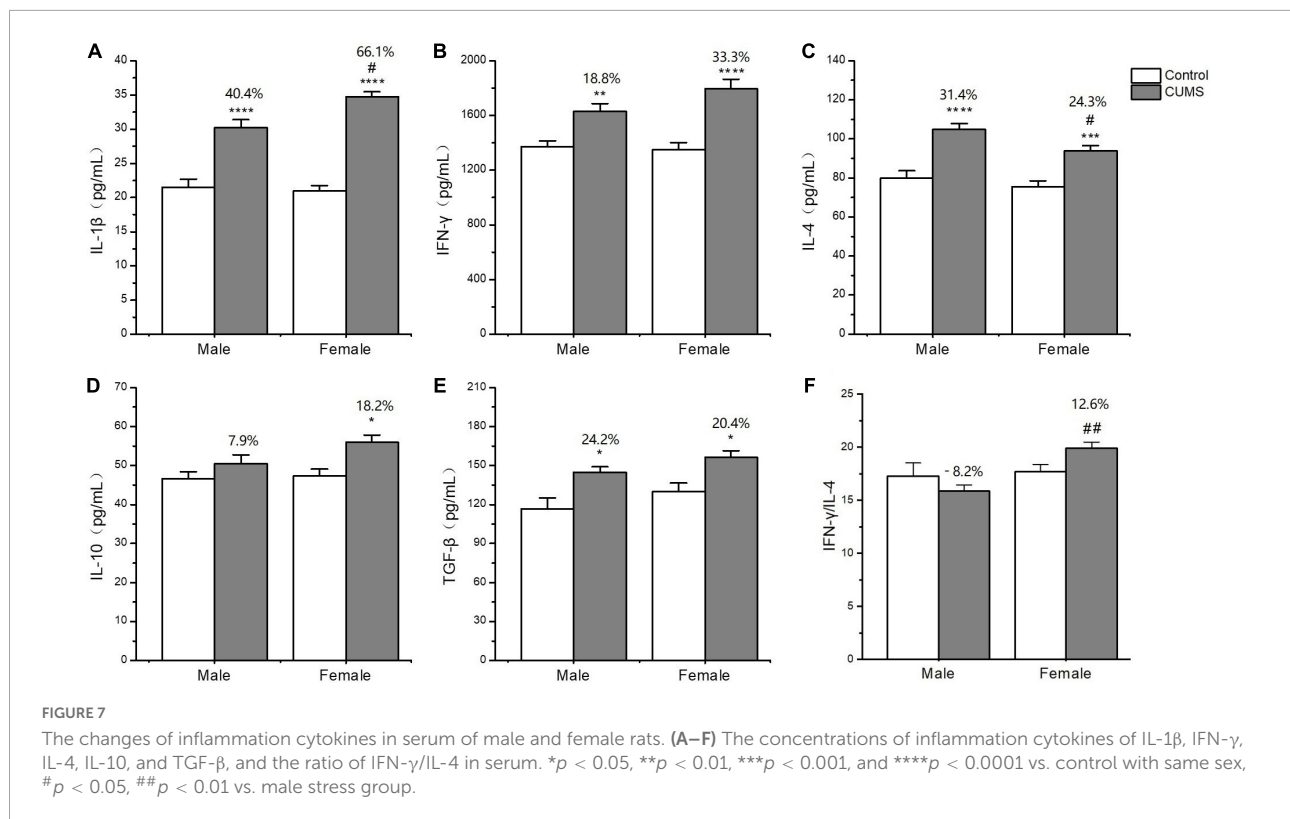 A
IL-1β (pg/mL)
40
35
30
25
20
15
10
5
0
40.4%
****
66.1%
#
****
Male
Female
B
IFN-γ (pg/mL)
2000
1600
1200
800
400
0
18.8%
**
33.3%
****
Male
Female
C
IL-4 (pg/mL)
140
120
100
80
60
40
20
0
31.4%
****
24.3%
#
***
Male
Female
Control
CUMS
D
IL-10 (pg/mL)
70
60
50
40
30
20
10
0
7.9%
18.2%
*
Male
Female
E
TGF-β (pg/mL)
210
180
150
120
90
60
30
0
24.2%
*
20.4%
*
Male
Female
F
IFN-γ/IL-4
25
20
15
10
5
0
- 8.2%
12.6%
##
Male
Female
FIGURE 7
The changes of inflammation cytokines in serum of male and female rats. (A–F) The concentrations of inflammation cytokines of IL-1β, IFN-γ,
IL-4, IL-10, and TGF-β, and the ratio of IFN-γ/IL-4 in serum. *p < 0.05, **p < 0.01, ***p < 0.001, and ****p < 0.0001 vs. control with same sex,
#p < 0.05, ##p < 0.01 vs. male stress group.